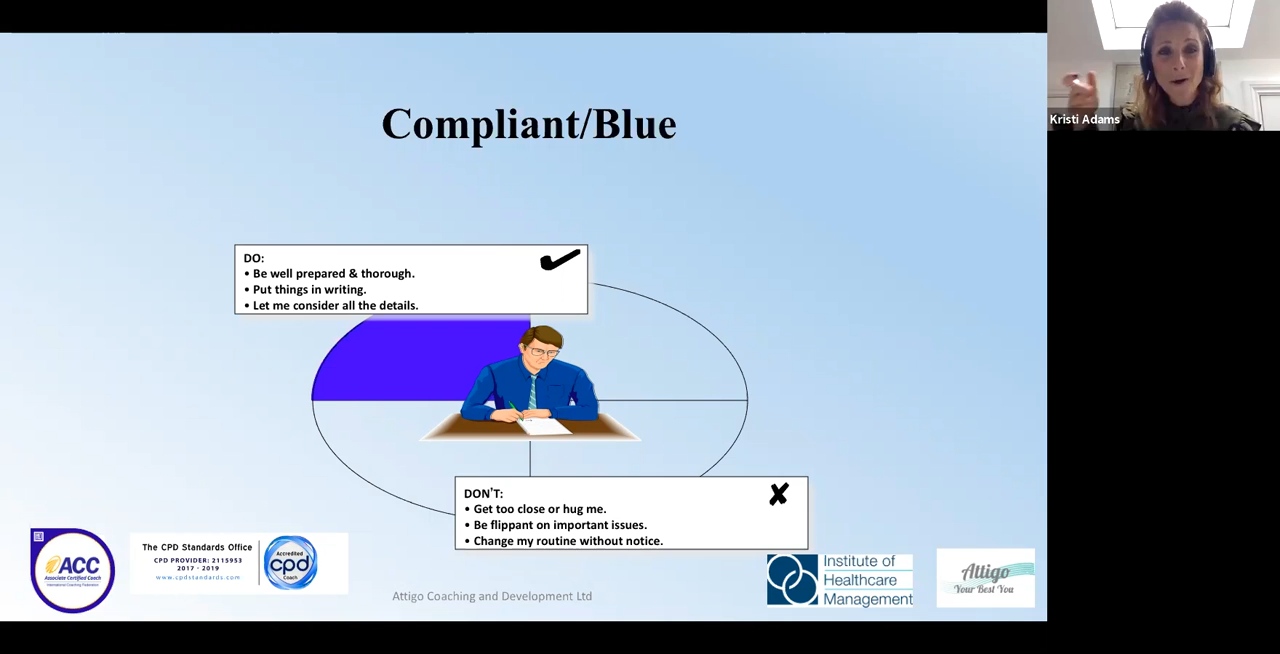 Compliant/Blue
DO:
• Be well prepared & thorough.
• Put things in writing.
• Let me consider all the details.
DON'T:
• Get too close or hug me.
• Be flippant on important issues.
• Change my routine without notice.
ACC
Associate Certified Coach
International Coaching Federation
The CPD Standards Office
CPD PROVIDER: 2115953
2017 - 2019
www.cpdstandards.com
Accredited
cpd
Coach
Attigo Coaching and Development Ltd
Institute of
Healthcare
Management
Attigo
Your Best You
Kristi Adams